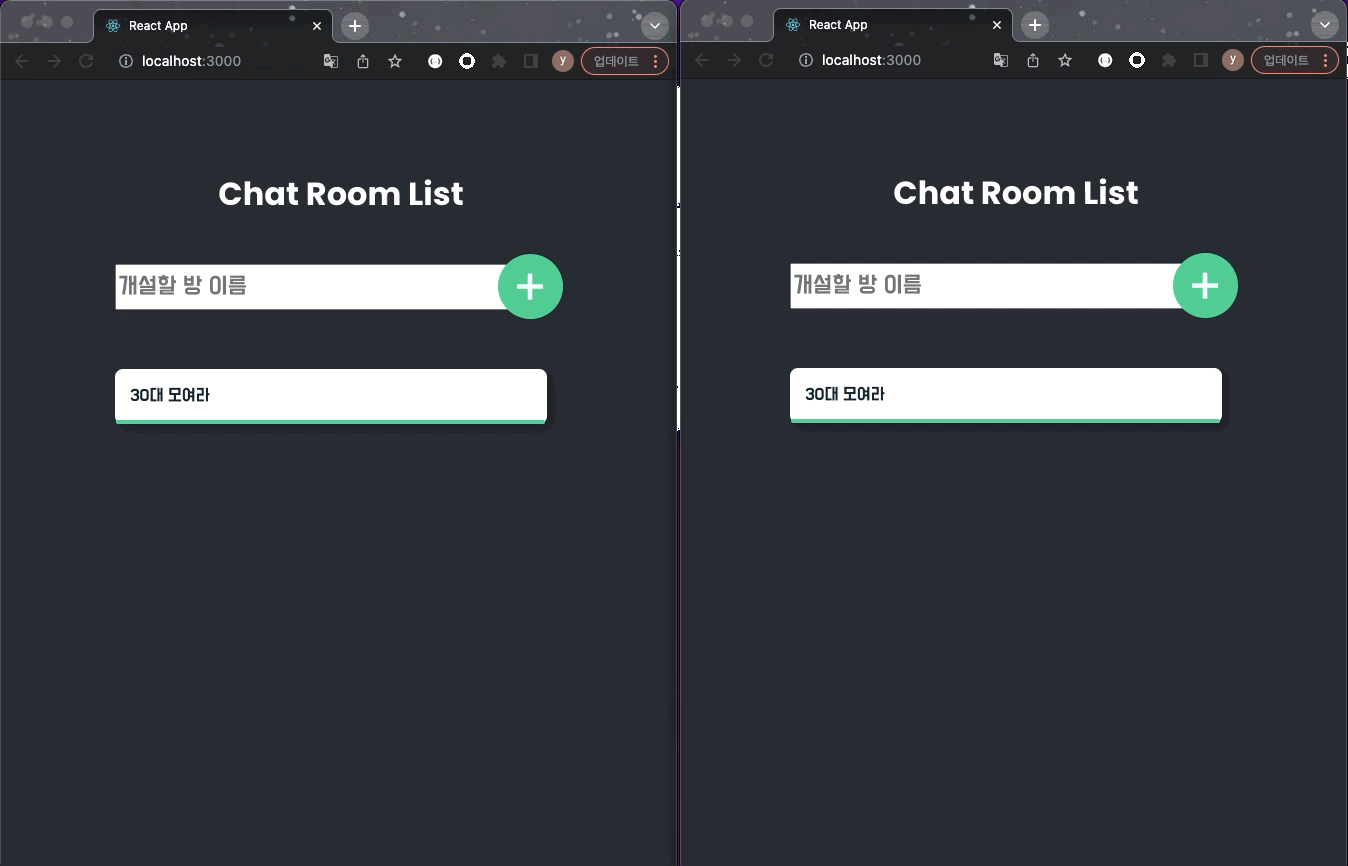 React App
localhost:3000
y
업데이트
Chat Room List
개설할 방 이름
30대 모여라
React App
localhost:3000
y
업데이트
Chat Room List
개설할 방 이름
30대 모여라